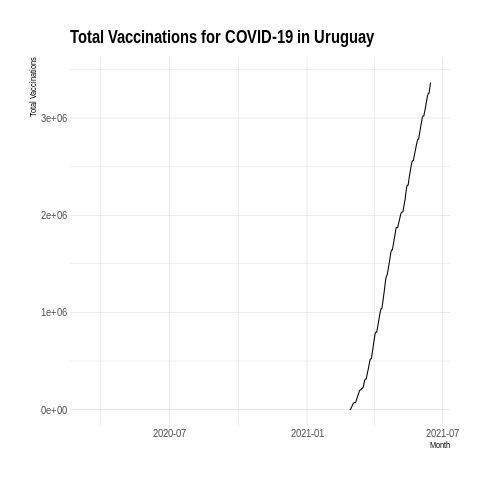 Total Vaccinations for COVID-19 in Uruguay
Total Vaccinations
3e+06
2e+06
1e+06
0e+00
2020-07
2021-01
2021-07
Month